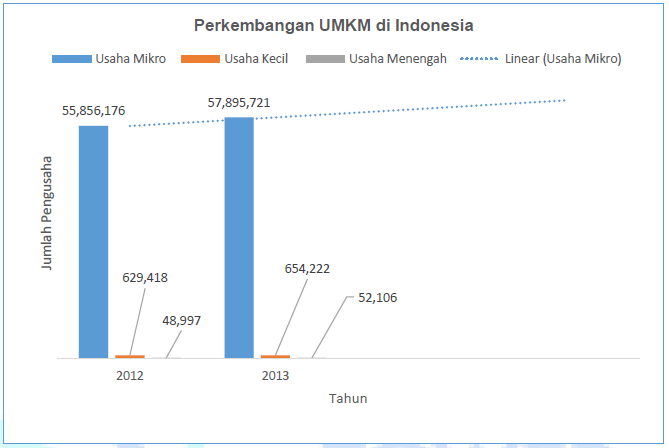 Perkembangan UMKM di Indonesia
Usaha Mikro
Usaha Kecil
Usaha Menengah
Linear (Usaha Mikro)
55,856,176
57,895,721
629,418
48,997
654,222
52,106
Jumlah Pengusaha
2012
2013
Tahun